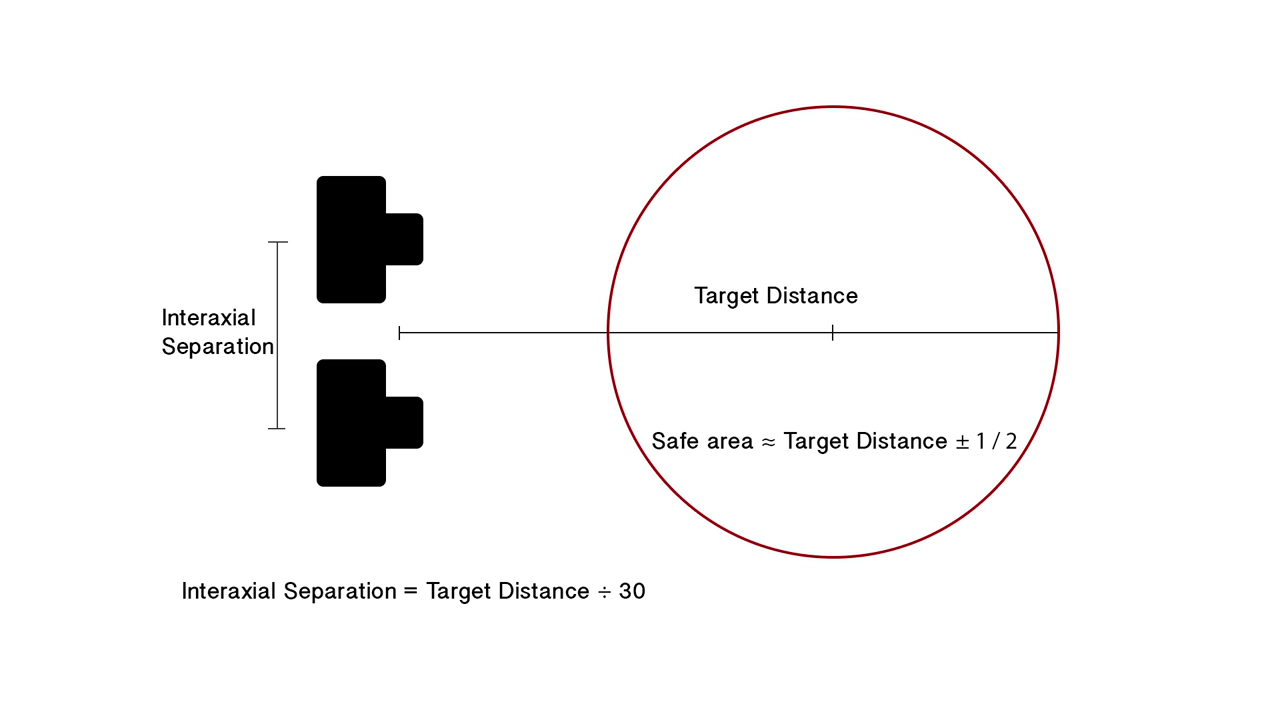 Target Distance
Interaxial
Separation
Safe area ≈ Target Distance ± 1 / 2
Interaxial Separation = Target Distance ÷ 30